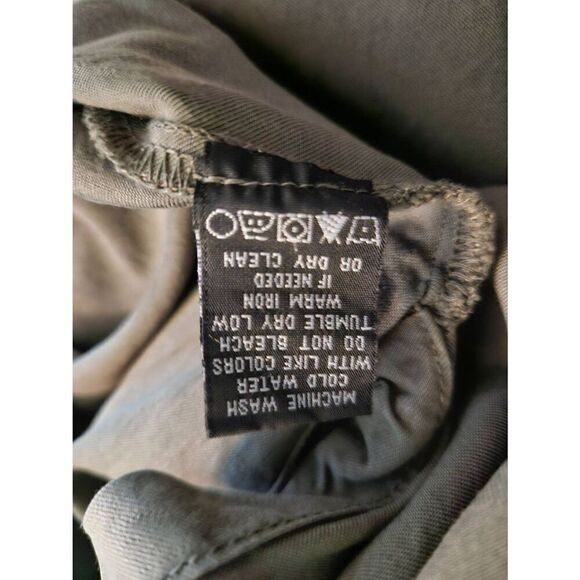 MACHINE WASH
COLD WATER
WITH LIKE COLORS
DO NOT BLEACH
TUMBLE DRY LOW
WARM IRON
IF NEEDED
OR DRY CLEAN